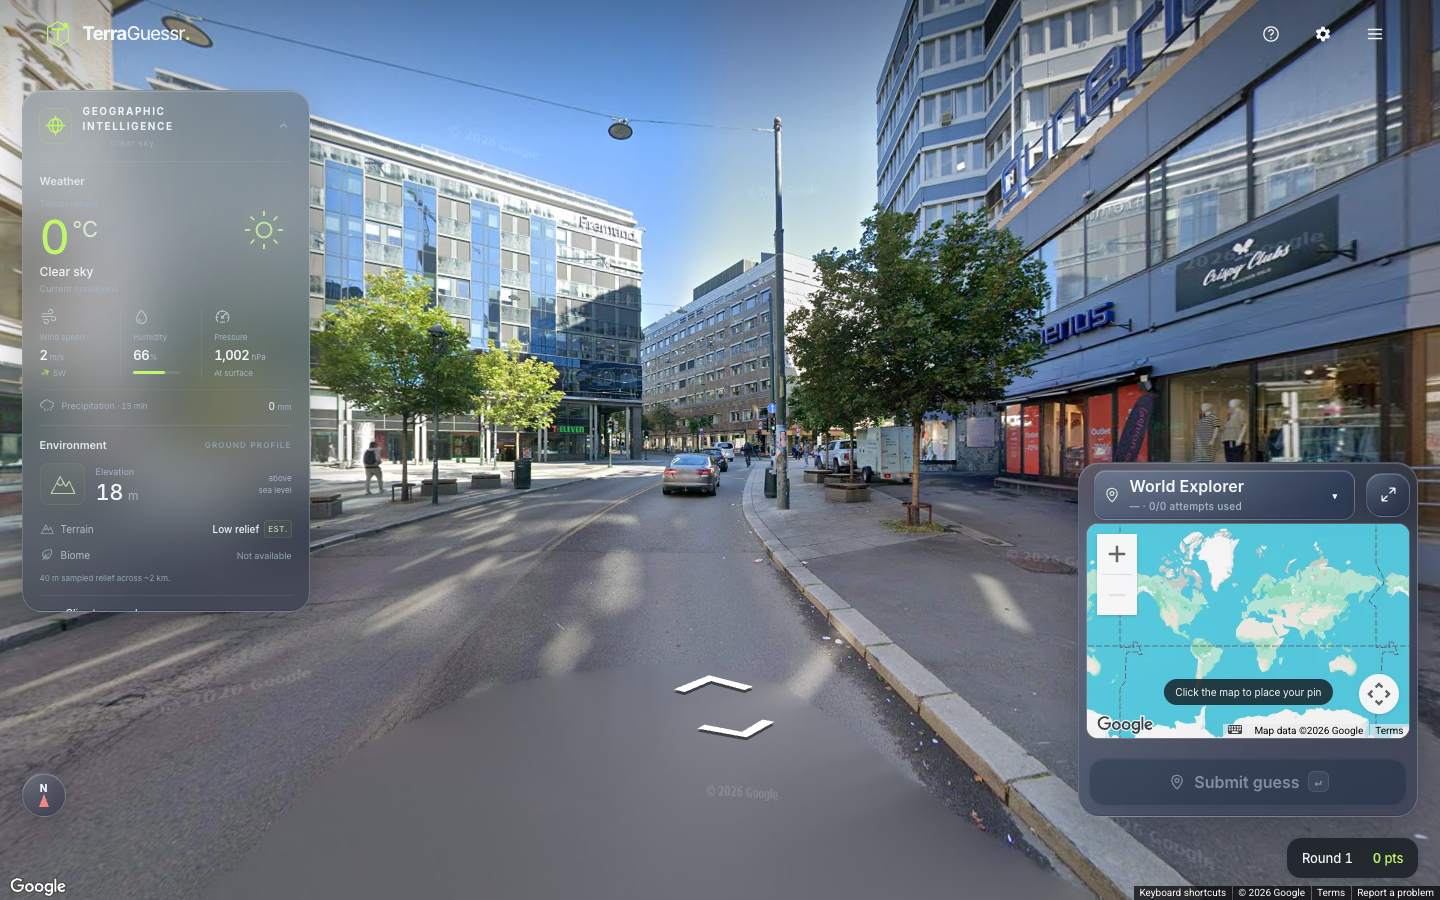 TerraGuessr.
GEOGRAPHIC
INTELLIGENCE
Clear sky
Weather
Temperature
0 °C
Clear sky
Current conditions
Wind speed
2 m/s
SW
Humidity
66%
Pressure
1,002 hPa
At surface
Precipitation · 15 min
0 mm
Environment
GROUND PROFILE
Elevation
18 m
above
sea level
Terrain
Low relief EST.
Biome
Not available
40 m sampled relief across ~2 km.
N
Google
Fremtind
© 2026 Google
Crispy Clubs
Outlet
Outlet
-70%
World Explorer
— · 0/0 attempts used
Click the map to place your pin
Google
Map data ©2026 Google
Terms
Submit guess
Round 1
0 pts
Keyboard shortcuts
© 2026 Google
Terms
Report a problem